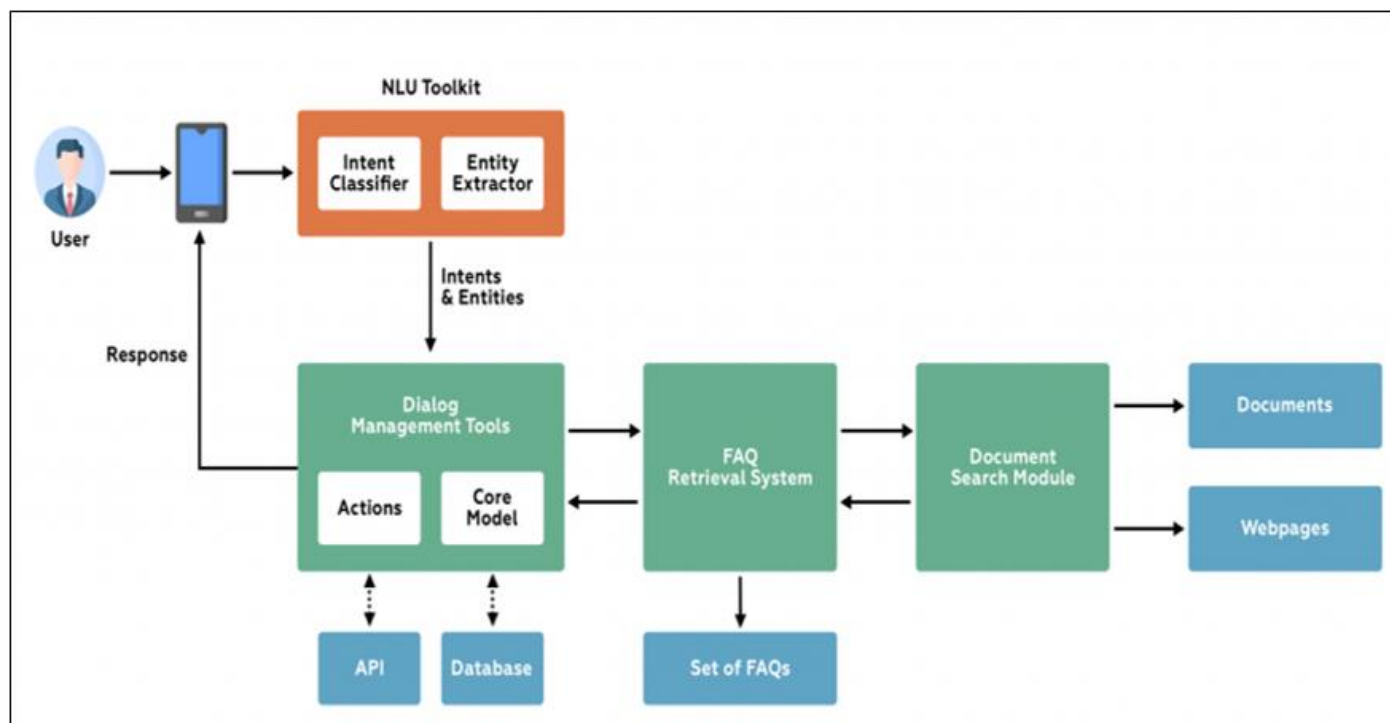 NLU Toolkit
Intent
Classifier
Entity
Extractor
User
Intents
& Entities
Response
Dialog
Management Tools
Actions
Core
Model
FAQ
Retrieval System
Document
Search Module
Documents
Webpages
API
Database
Set of FAQs